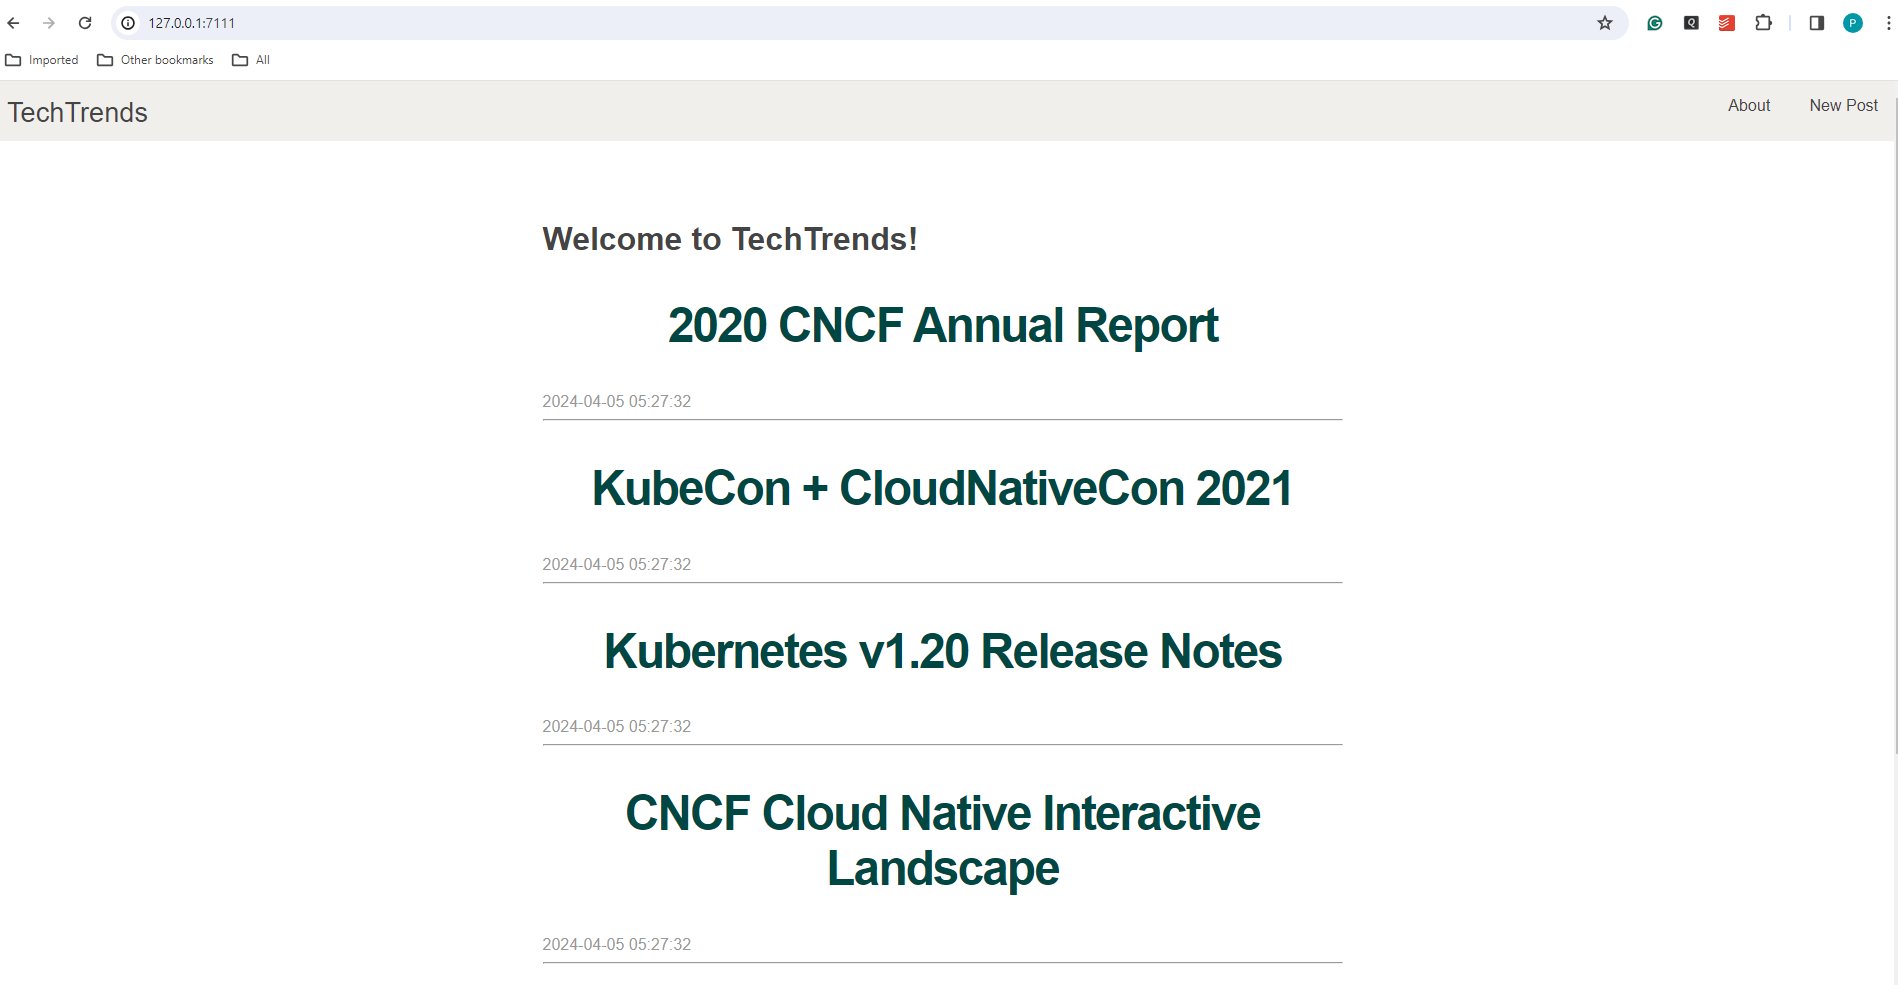 127.0.0.1:7111
Imported Other bookmarks All
TechTrends About New Post
Welcome to TechTrends!
2020 CNCF Annual Report
2024-04-05 05:27:32
KubeCon + CloudNativeCon 2021
2024-04-05 05:27:32
Kubernetes v1.20 Release Notes
2024-04-05 05:27:32
CNCF Cloud Native Interactive
Landscape
2024-04-05 05:27:32